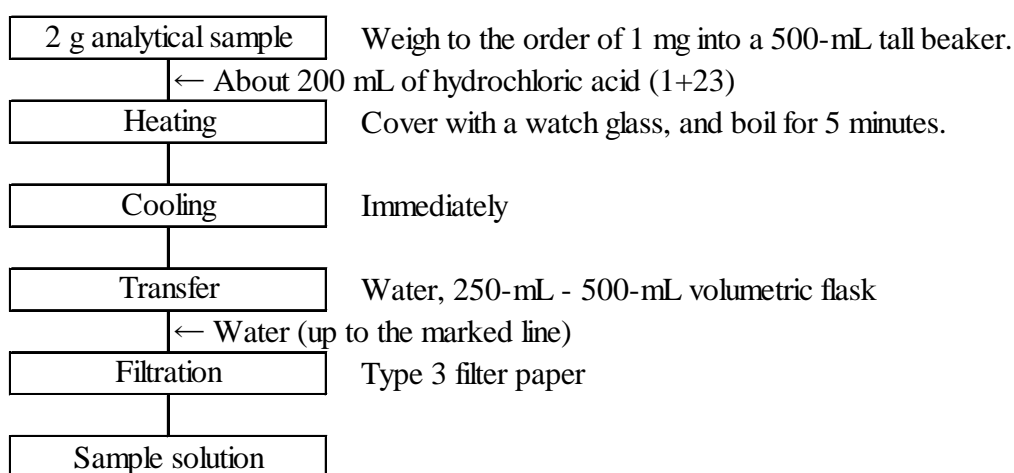 2 g analytical sample Weigh to the order of 1 mg into a 500-mL tall beaker.
← About 200 mL of hydrochloric acid (1+23)
Heating Cover with a watch glass, and boil for 5 minutes.
Cooling Immediately
Transfer Water, 250-mL - 500-mL volumetric flask
← Water (up to the marked line)
Filtration Type 3 filter paper
Sample solution